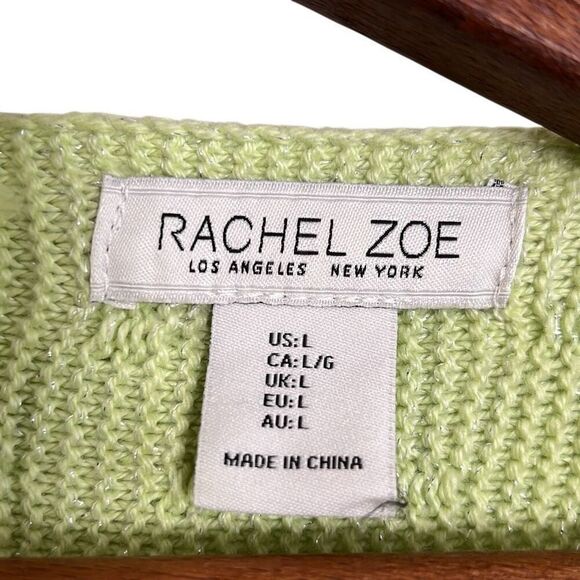 RACHEL ZOE
LOS ANGELES NEW YORK
US: L
CA: L/G
UK: L
EU: L
AU: L
MADE IN CHINA